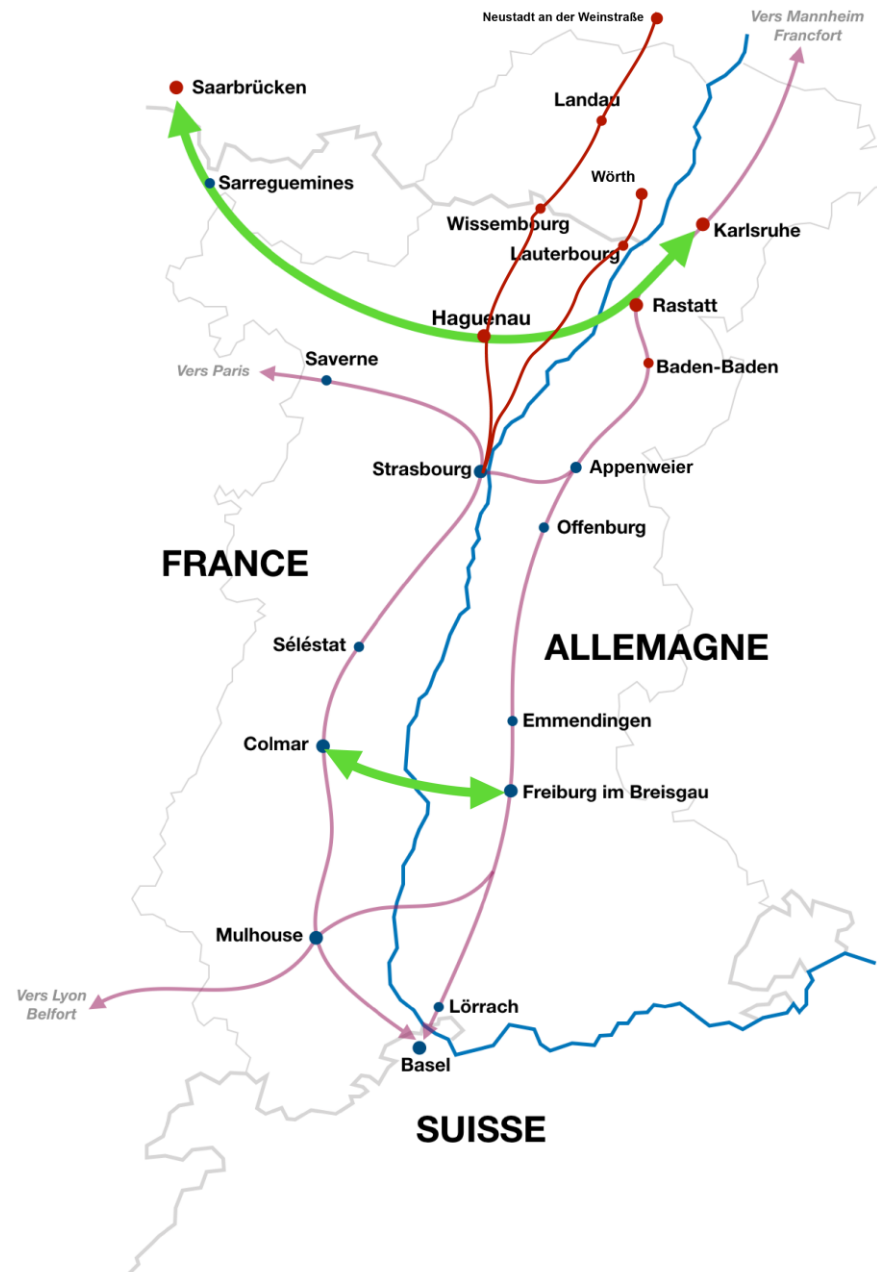 Neustadt an der Weinstraße
Vers Mannheim
Francfort
Saarbrücken
Landau
Sarreguemines
Wörth
Wissembourg
Karlsruhe
Lauterbourg
Rastatt
Haguenau
Saverne
Vers Paris
Baden-Baden
Strasbourg
Appenweier
Offenburg
FRANCE
Séléstat
ALLEMAGNE
Emmendingen
Colmar
Freiburg im Breisgau
Mulhouse
Vers Lyon
Belfort
Lörrach
Basel
SUISSE